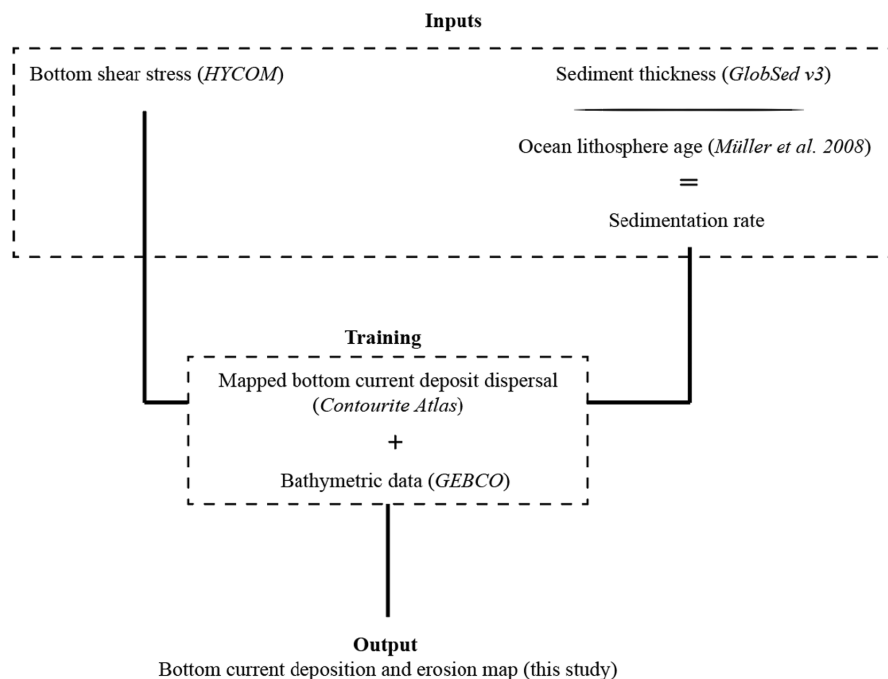 Inputs
Bottom shear stress (HYCOM)
Sediment thickness (GlobSed v3)
Ocean lithosphere age (Müller et al. 2008)
=
Sedimentation rate
Training
Mapped bottom current deposit dispersal
(Contourite Atlas)
+
Bathymetric data (GEBCO)
Output
Bottom current deposition and erosion map (this study)